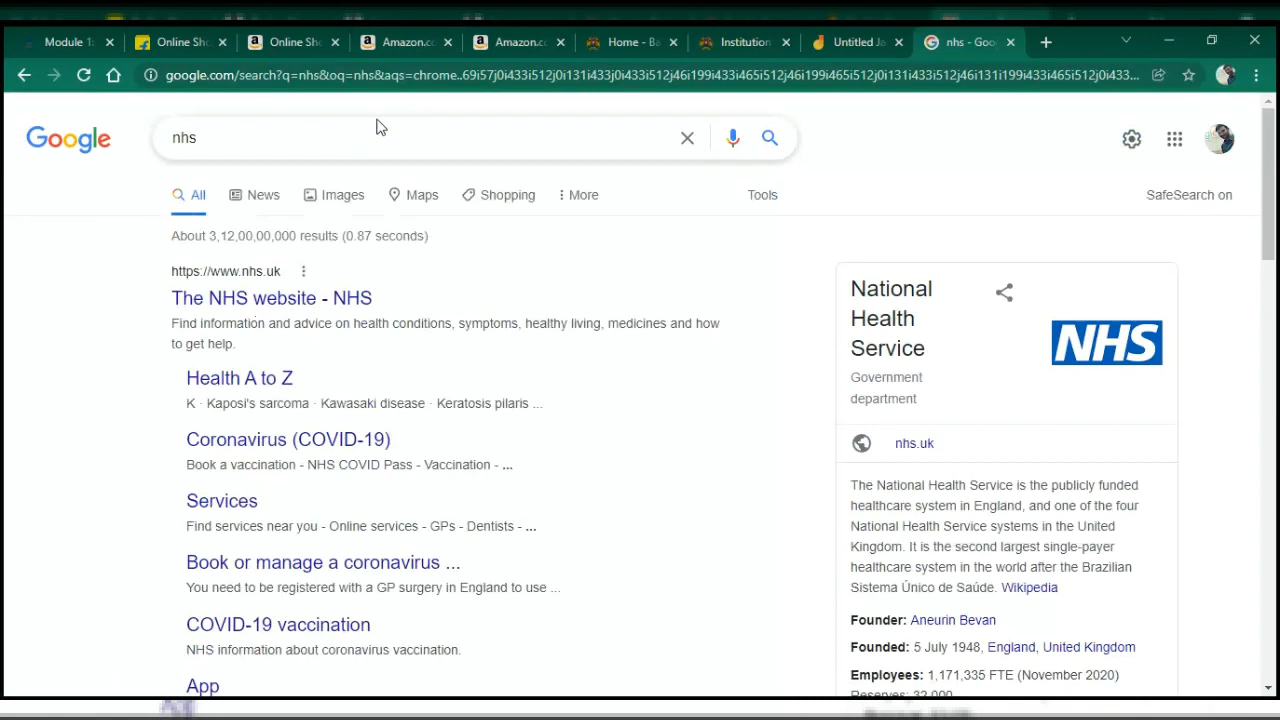 Module 1:
Online Sho
Online Sho
Amazon.co
Amazon.co
Home - Ba
Institution
Untitled Ja
nhs - Goo
google.com/search?q=nhs&oq=nhs&aqs=chrome..69i57j0i433i512j0i131i433j0i433i512j46i199i433i465i512j0i433i512j46i131i199i433i465i512j0i433...
Google
nhs
All News Images Maps Shopping More Tools SafeSearch on
About 3,12,00,00,000 results (0.87 seconds)
https://www.nhs.uk
The NHS website - NHS
Find information and advice on health conditions, symptoms, healthy living, medicines and how
to get help.
Health A to Z
K · Kaposi's sarcoma · Kawasaki disease · Keratosis pilaris ...
Coronavirus (COVID-19)
Book a vaccination - NHS COVID Pass - Vaccination - ...
Services
Find services near you - Online services - GPs - Dentists - ...
Book or manage a coronavirus ...
You need to be registered with a GP surgery in England to use ...
COVID-19 vaccination
NHS information about coronavirus vaccination.
App
National
Health
Service
NHS
Government
department
nhs.uk
The National Health Service is the publicly funded
healthcare system in England, and one of the four
National Health Service systems in the United
Kingdom. It is the second largest single-payer
healthcare system in the world after the Brazilian
Sistema Único de Saúde. Wikipedia
Founder: Aneurin Bevan
Founded: 5 July 1948, England, United Kingdom
Employees: 1,171,335 FTE (November 2020)
Reserves: 32,000